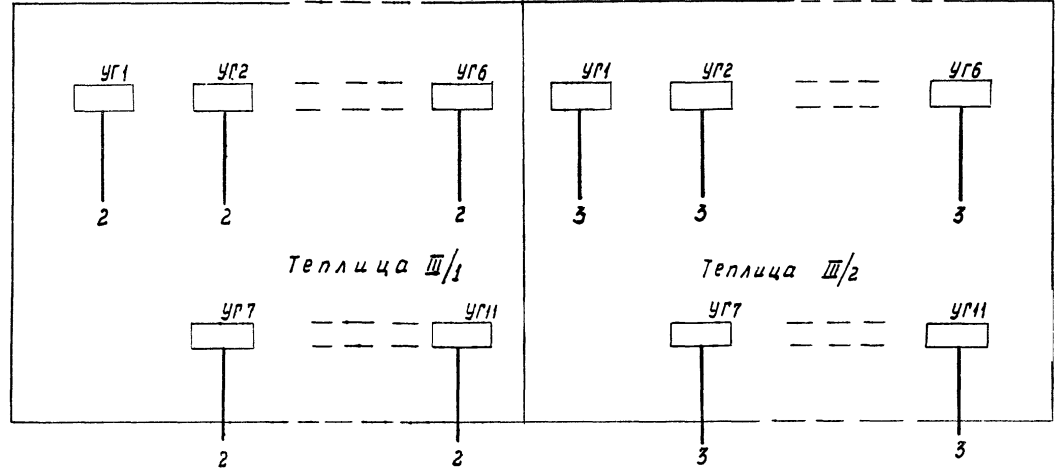 УГ1 УГ2 УГ6 УГ1 УГ2 УГ6
2 2 2 3 3 3
Теплица III/1 Теплица III/2
УГ7 УГ11 УГ7 УГ11
2 2 3 3